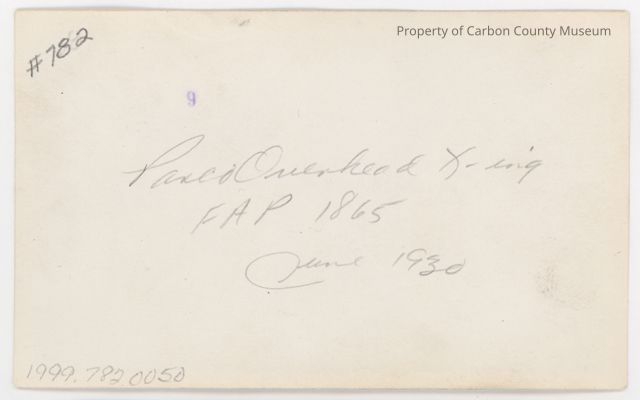 Property of Carbon County Museum
#782
9
Parco Overhead X-ing
FAP 1865
June 1930
1999.782.0050